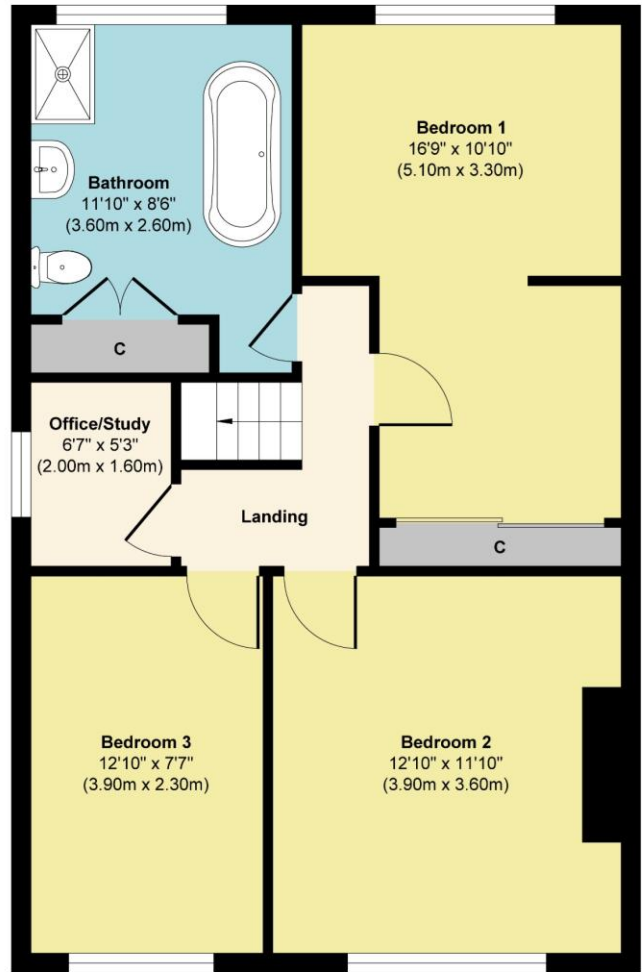 Bathroom
11'10" x 8'6"
(3.60m x 2.60m)
Bedroom 1
16'9" x 10'10"
(5.10m x 3.30m)
C
Office/Study
6'7" x 5'3"
(2.00m x 1.60m)
Landing
C
Bedroom 3
12'10" x 7'7"
(3.90m x 2.30m)
Bedroom 2
12'10" x 11'10"
(3.90m x 3.60m)